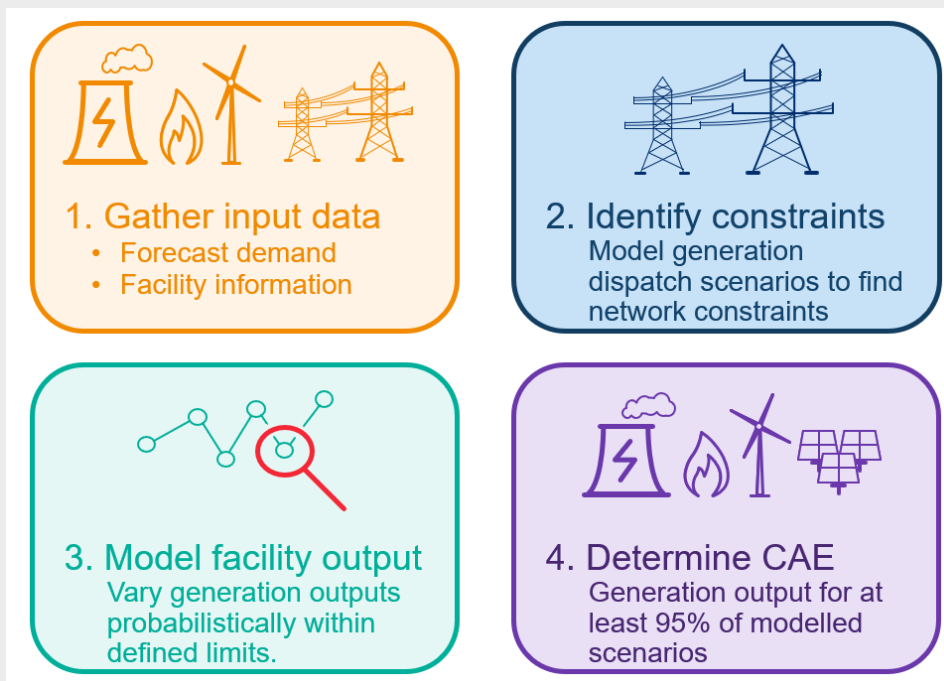 1. Gather input data
• Forecast demand
• Facility information
2. Identify constraints
Model generation
dispatch scenarios to find
network constraints
3. Model facility output
Vary generation outputs
probabilistically within
defined limits.
4. Determine CAE
Generation output for at
least 95% of modelled
scenarios